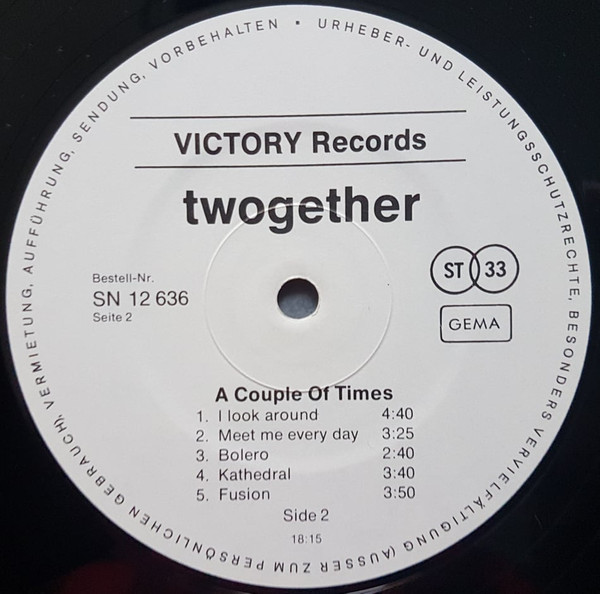 URHEBER- UND LEISTUNGSSCHUTZRECHTE, BESONDERS VERVIELFÄLTIGUNG (AUSSER ZUM PERSÖNLICHEN GEBRAUCH), VERMIETUNG, AUFFÜHRUNG, SENDUNG, VORBEHALTEN •
VICTORY Records
twogether
Bestell-Nr.
SN 12 636
Seite 2
ST 33
GEMA
A Couple Of Times
1. I look around 4:40
2. Meet me every day 3:25
3. Bolero 2:40
4. Kathedral 3:40
5. Fusion 3:50
Side 2
18:15